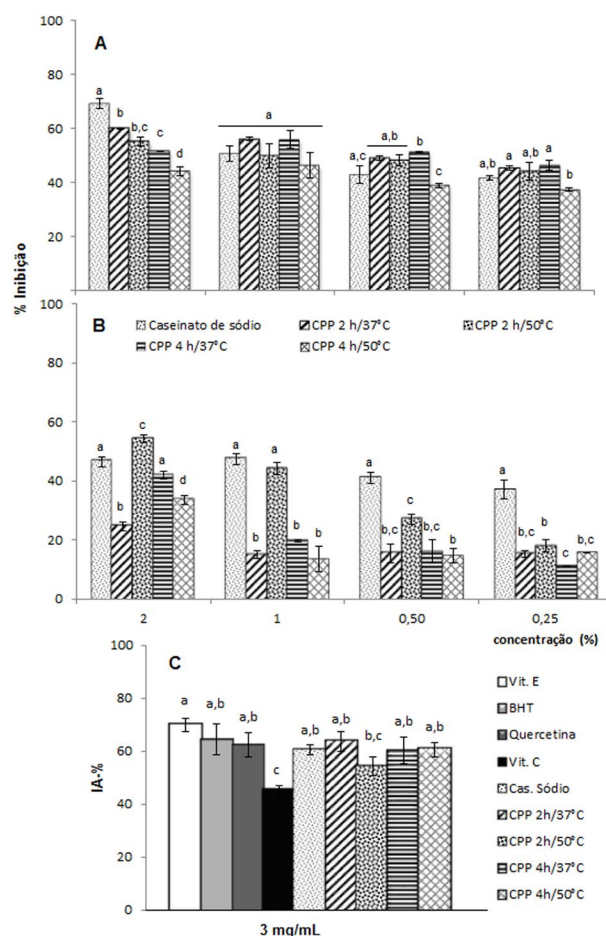 A
100
80
60
40
20
a
b
b,c
c
d
a
a,c
a,b
b
c
a,b
a
a,b
a
b
% Inibição
B
Caseinato de sódio
CPP 2 h/37°C
CPP 2 h/50°C
CPP 4 h/37°C
CPP 4 h/50°C
100
80
60
40
20
0
a
b
c
a
d
a
b
a
b
b
a
b,c
c
b,c
b
a
b,c
b
c
b,c
2
1
0,50
0,25
concentração (%)
C
IA-%
100
80
60
40
20
0
a
a,b
a,b
c
a,b
a,b
b,c
a,b
a,b
3 mg/mL
Vit. E
BHT
Quercetina
Vit. C
Cas. Sódio
CPP 2h/37°C
CPP 2h/50°C
CPP 4h/37°C
CPP 4h/50°C